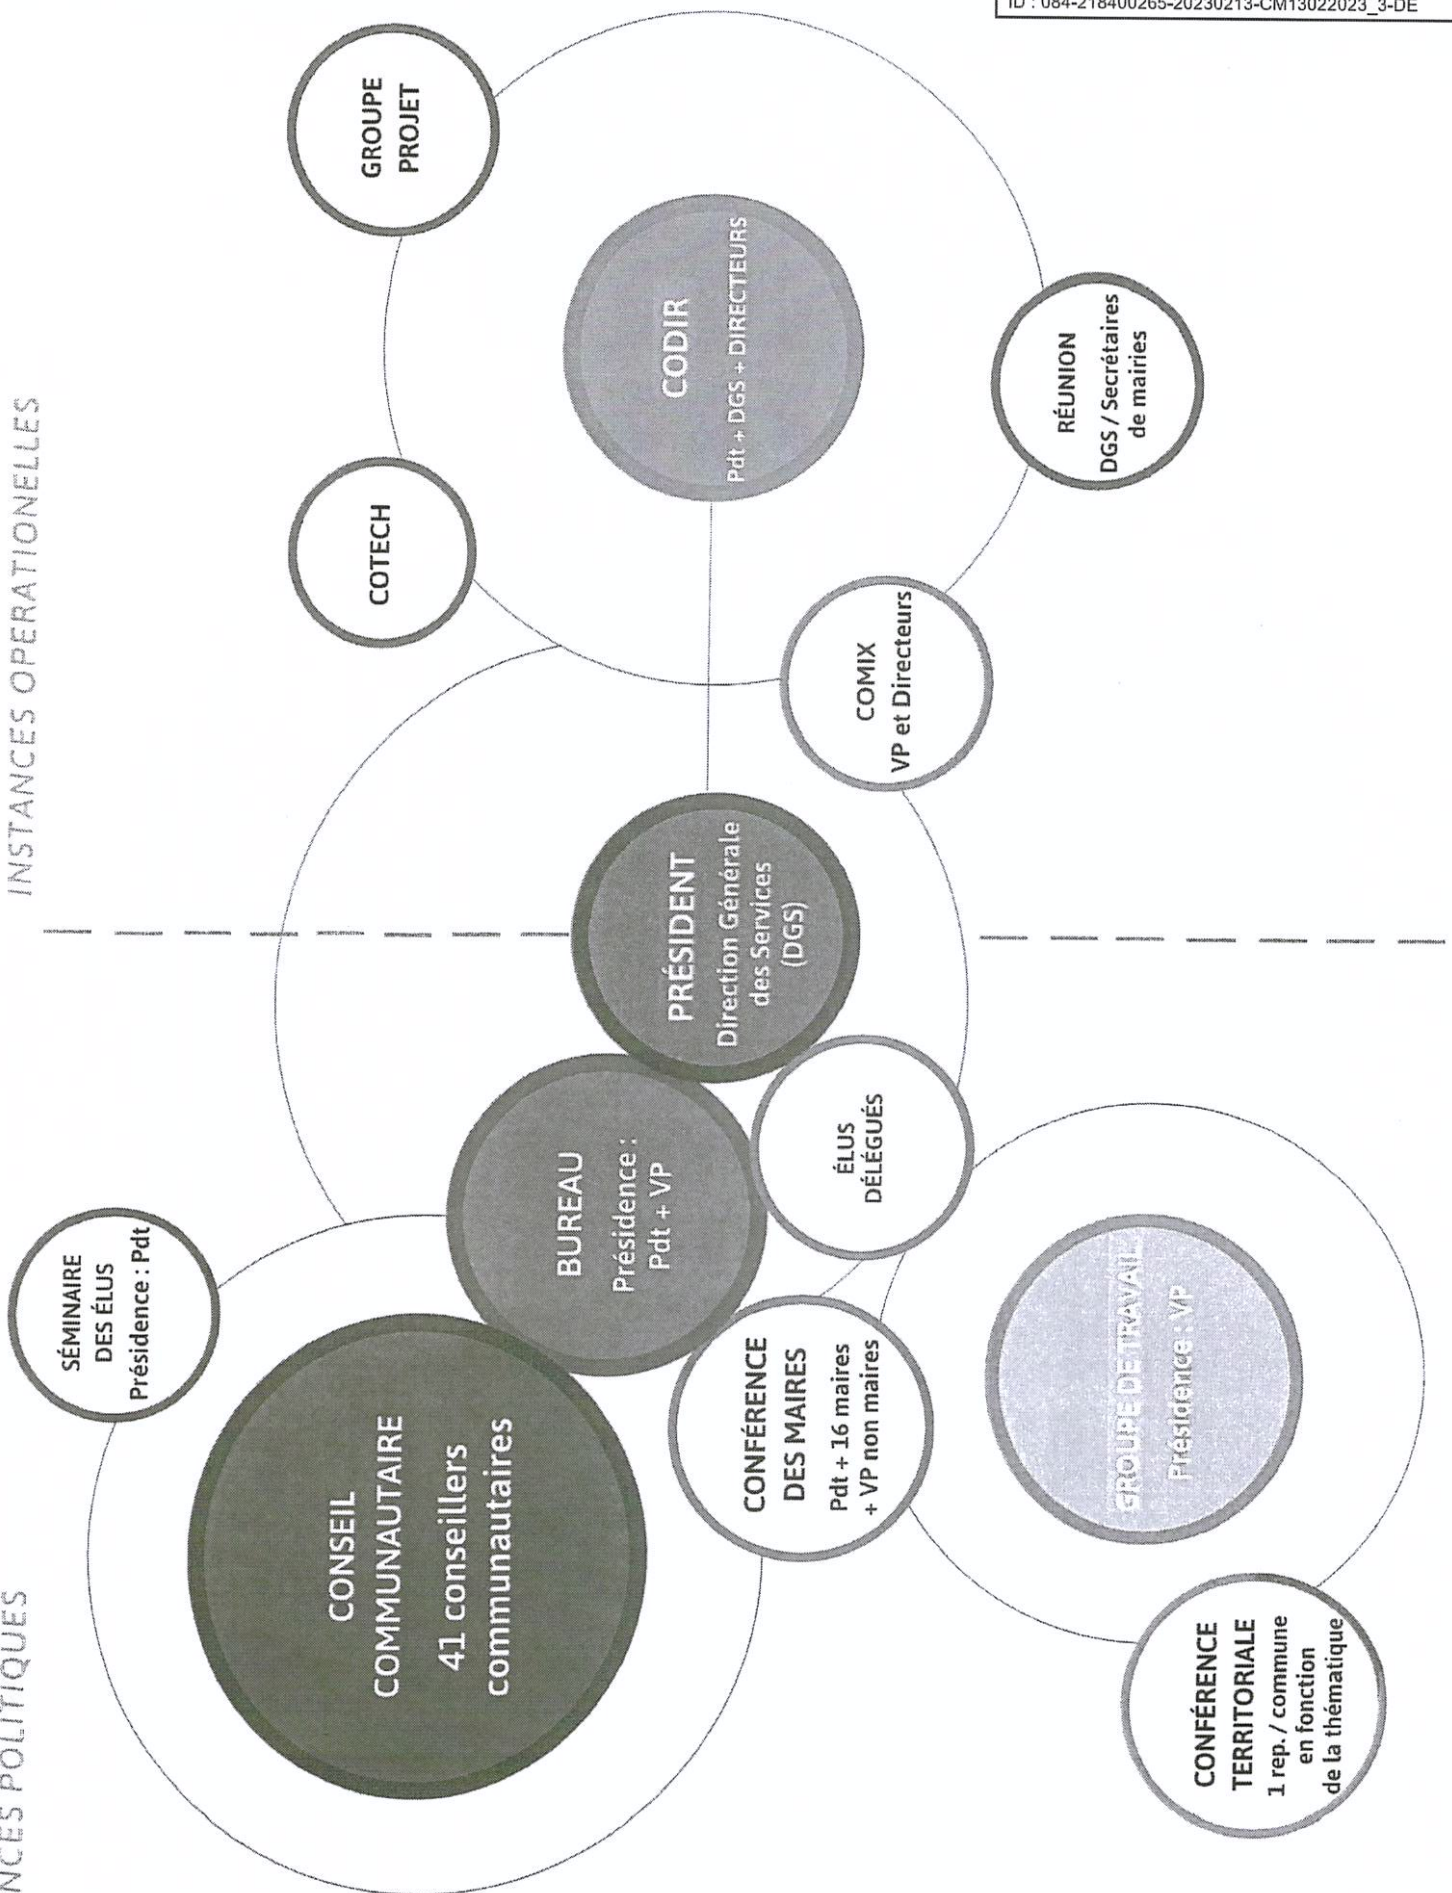 ID : 084-218400265-20230213-CM13022023_3-DE
NCES POLITIQUES
INSTANCES OPERATIONELLES
SÉMINAIRE
DES ÉLUS
Présidence : Pdt
CONSEIL
COMMUNAUTAIRE
41 conseillers
communautaires
BUREAU
Présidence :
Pdt + VP
CONFÉRENCE
DES MAIRES
Pdt + 16 maires
+ VP non maires
ÉLUS
DÉLÉGUÉS
GROUPE DE TRAVAIL
Présidence : VP
CONFÉRENCE
TERRITORIALE
1 rep. / commune
en fonction
de la thématique
PRÉSIDENT
Direction Générale
des Services
(DGS)
COTECH
GROUPE
PROJET
CODIR
Pdt + DGS + DIRECTEURS
COMIX
VP et Directeurs
RÉUNION
DGS / Secrétaires
de mairies